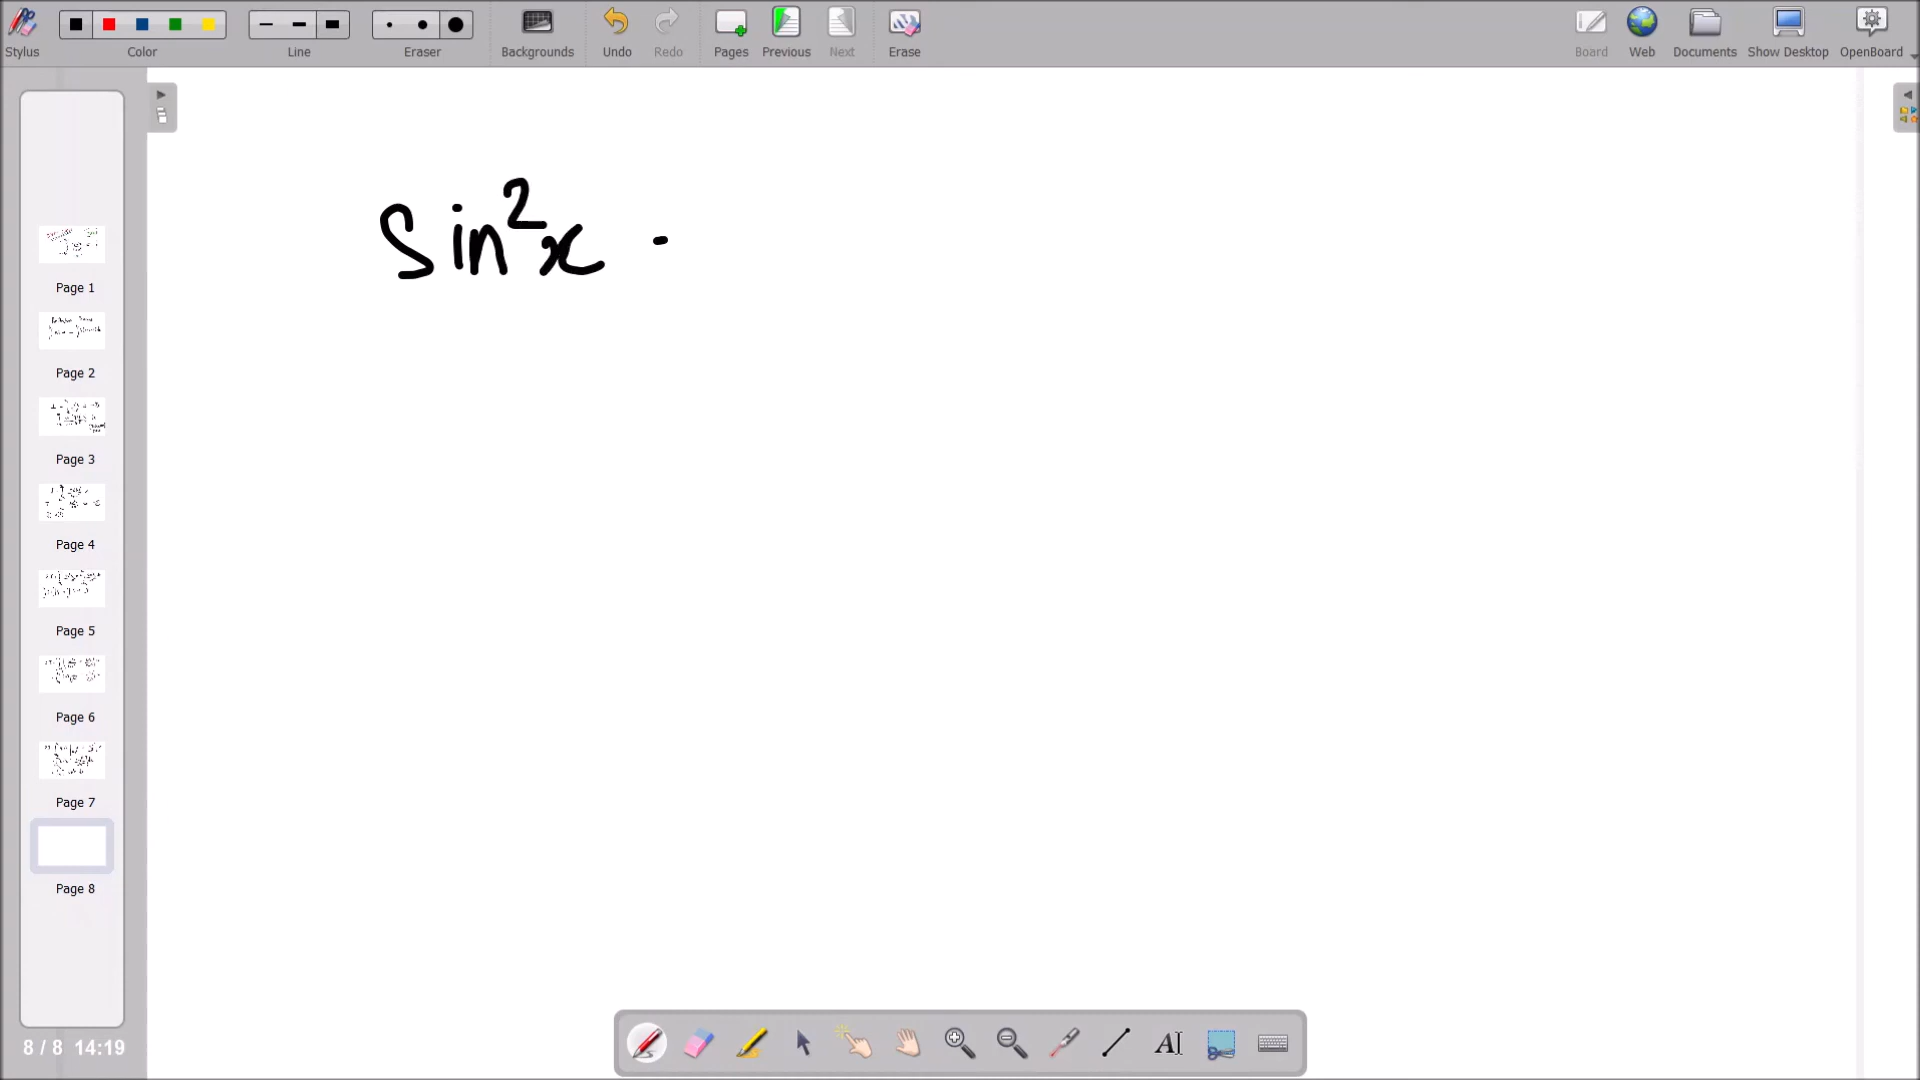 Stylus Color Line Eraser Backgrounds Undo Redo Pages Previous Next Erase Board Web Documents Show Desktop OpenBoard
Sin²x -
Page 1
Page 2
Page 3
Page 4
Page 5
Page 6
Page 7
Page 8
8 / 8 14:19
AI